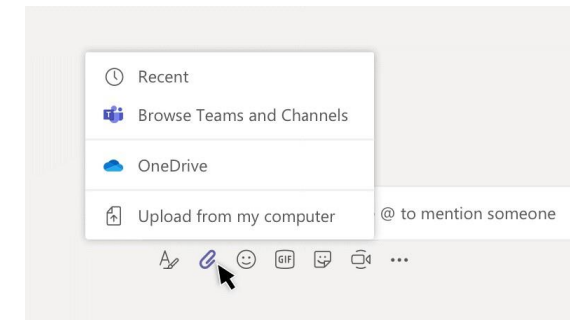 Recent
Browse Teams and Channels
OneDrive
Upload from my computer
@ to mention someone
GIF